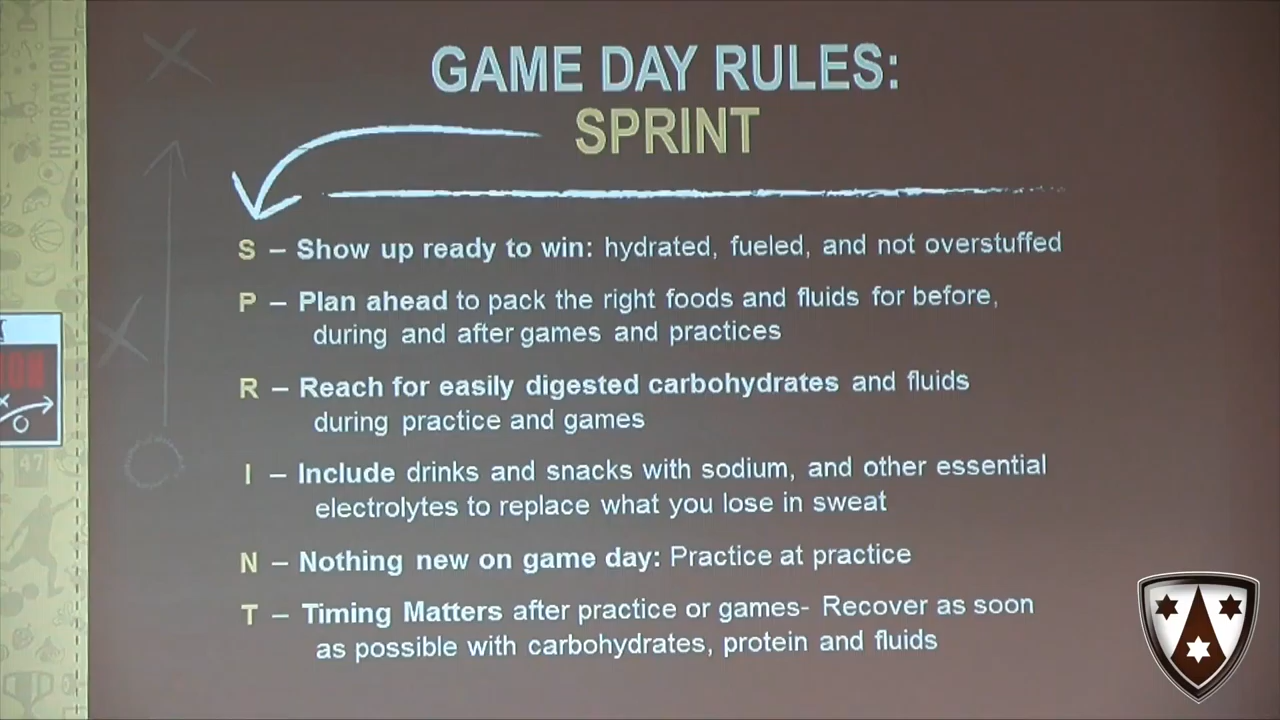 HYDRATION
GAME DAY RULES:
SPRINT
S – Show up ready to win: hydrated, fueled, and not overstuffed
P – Plan ahead to pack the right foods and fluids for before,
during and after games and practices
R – Reach for easily digested carbohydrates and fluids
during practice and games
I – Include drinks and snacks with sodium, and other essential
electrolytes to replace what you lose in sweat
N – Nothing new on game day: Practice at practice
T – Timing Matters after practice or games- Recover as soon
as possible with carbohydrates, protein and fluids
47